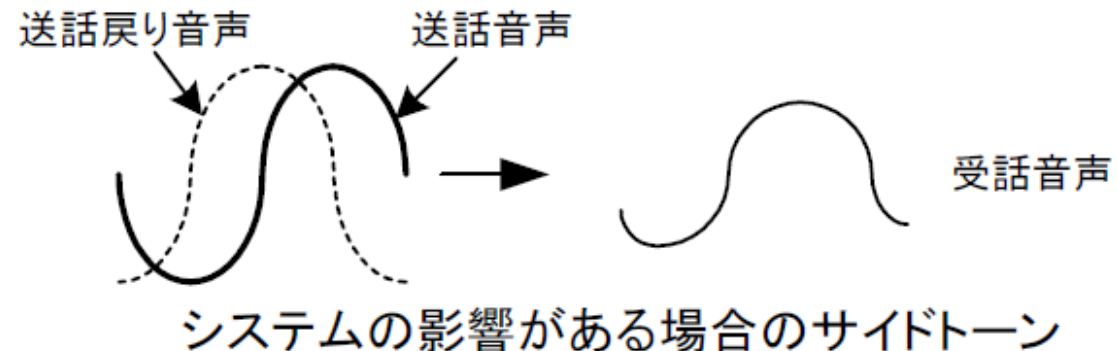 送話戻り音声
送話音声
受話音声
システムの影響がある場合のサイドトーン